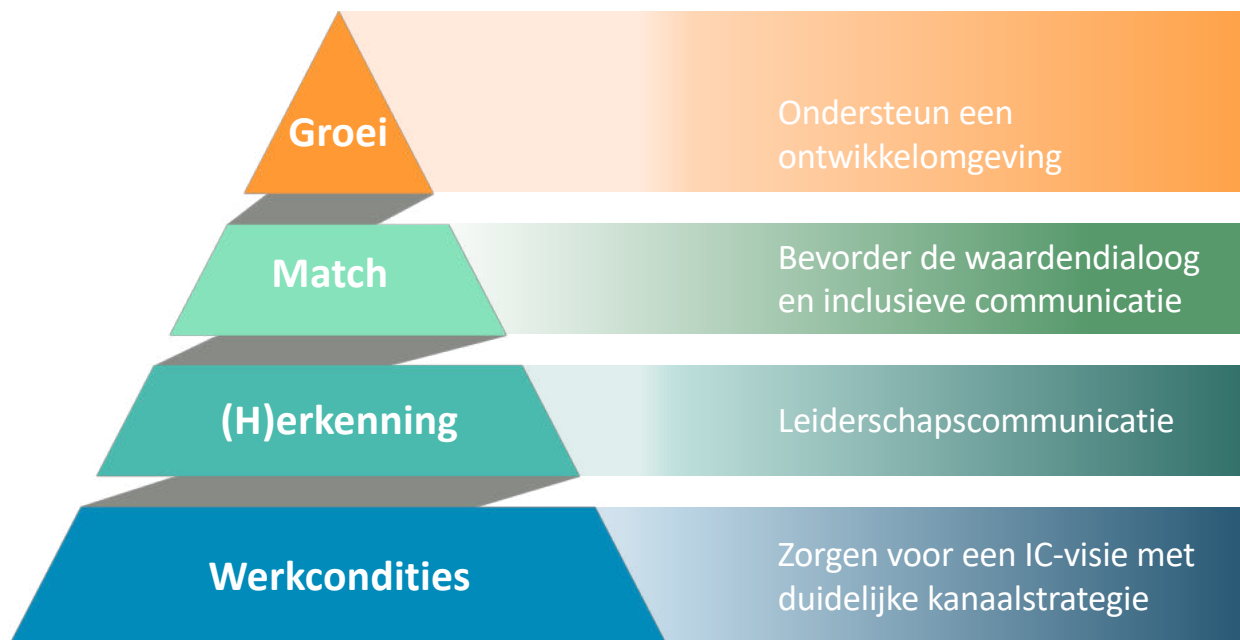 Groei
Ondersteun een
ontwikkelomgeving
Match
Bevorder de waardendialoog
en inclusieve communicatie
(H)erkenning
Leiderschapscommunicatie
Werkcondities
Zorgen voor een IC-visie met
duidelijke kanaalstrategie